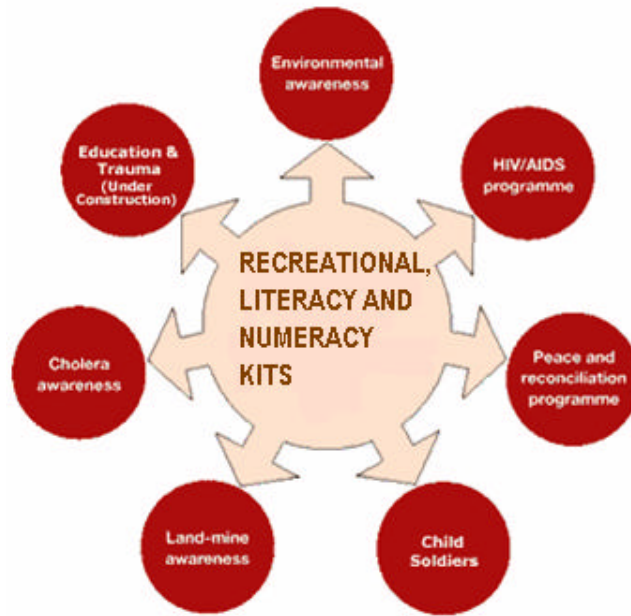 Environmental
awareness
HIV/AIDS
programme
Peace and
reconciliation
programme
Child
Soldiers
Land-mine
awareness
Cholera
awareness
Education &
Trauma
(Under
Construction)
RECREATIONAL,
LITERACY AND
NUMERACY
KITS